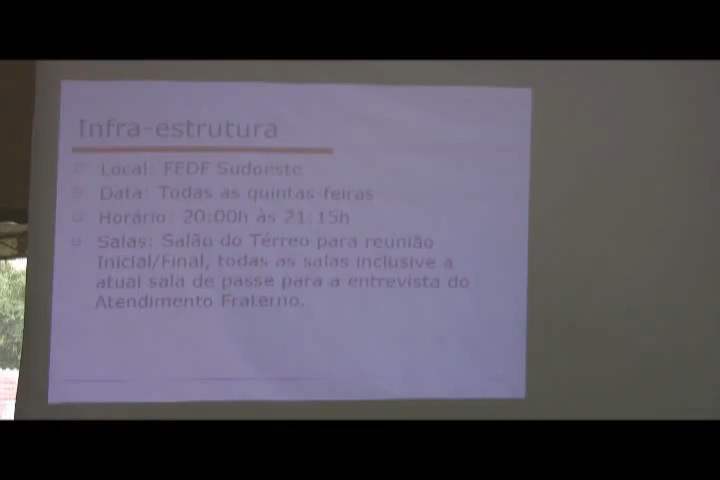 Infra-estrutura
Local: FEDF Sudoeste
Data: Todas as quintas-feiras
Horário: 20:00h às 21:15h
Salas: Salão do Térreo para reunião
Inicial/Final, todas as salas inclusive a
atual sala de passe para a entrevista do
Atendimento Fraterno.